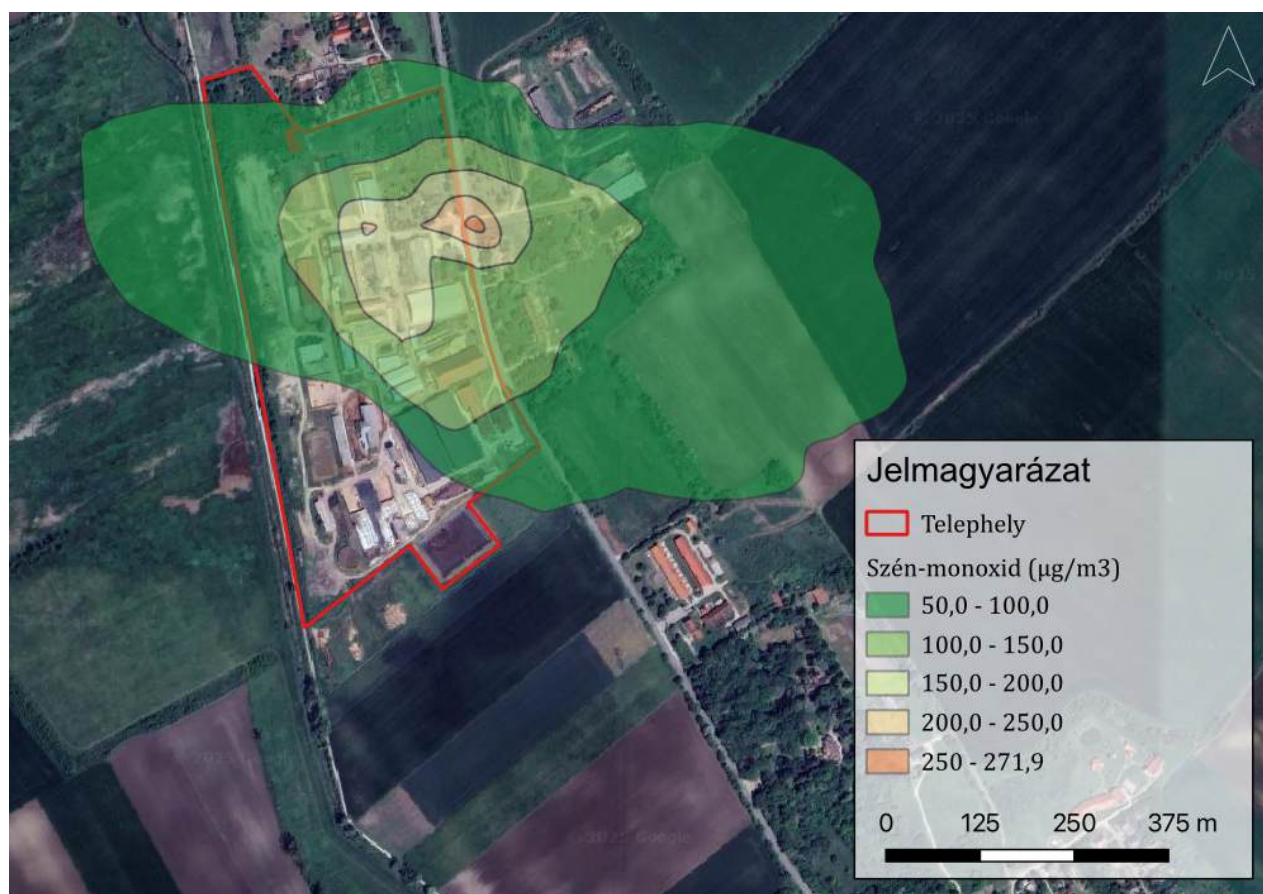 Jelmagyarázat
Telephely
Szén-monoxid (µg/m3)
50,0 - 100,0
100,0 - 150,0
150,0 - 200,0
200,0 - 250,0
250 - 271,9
0 125 250 375 m